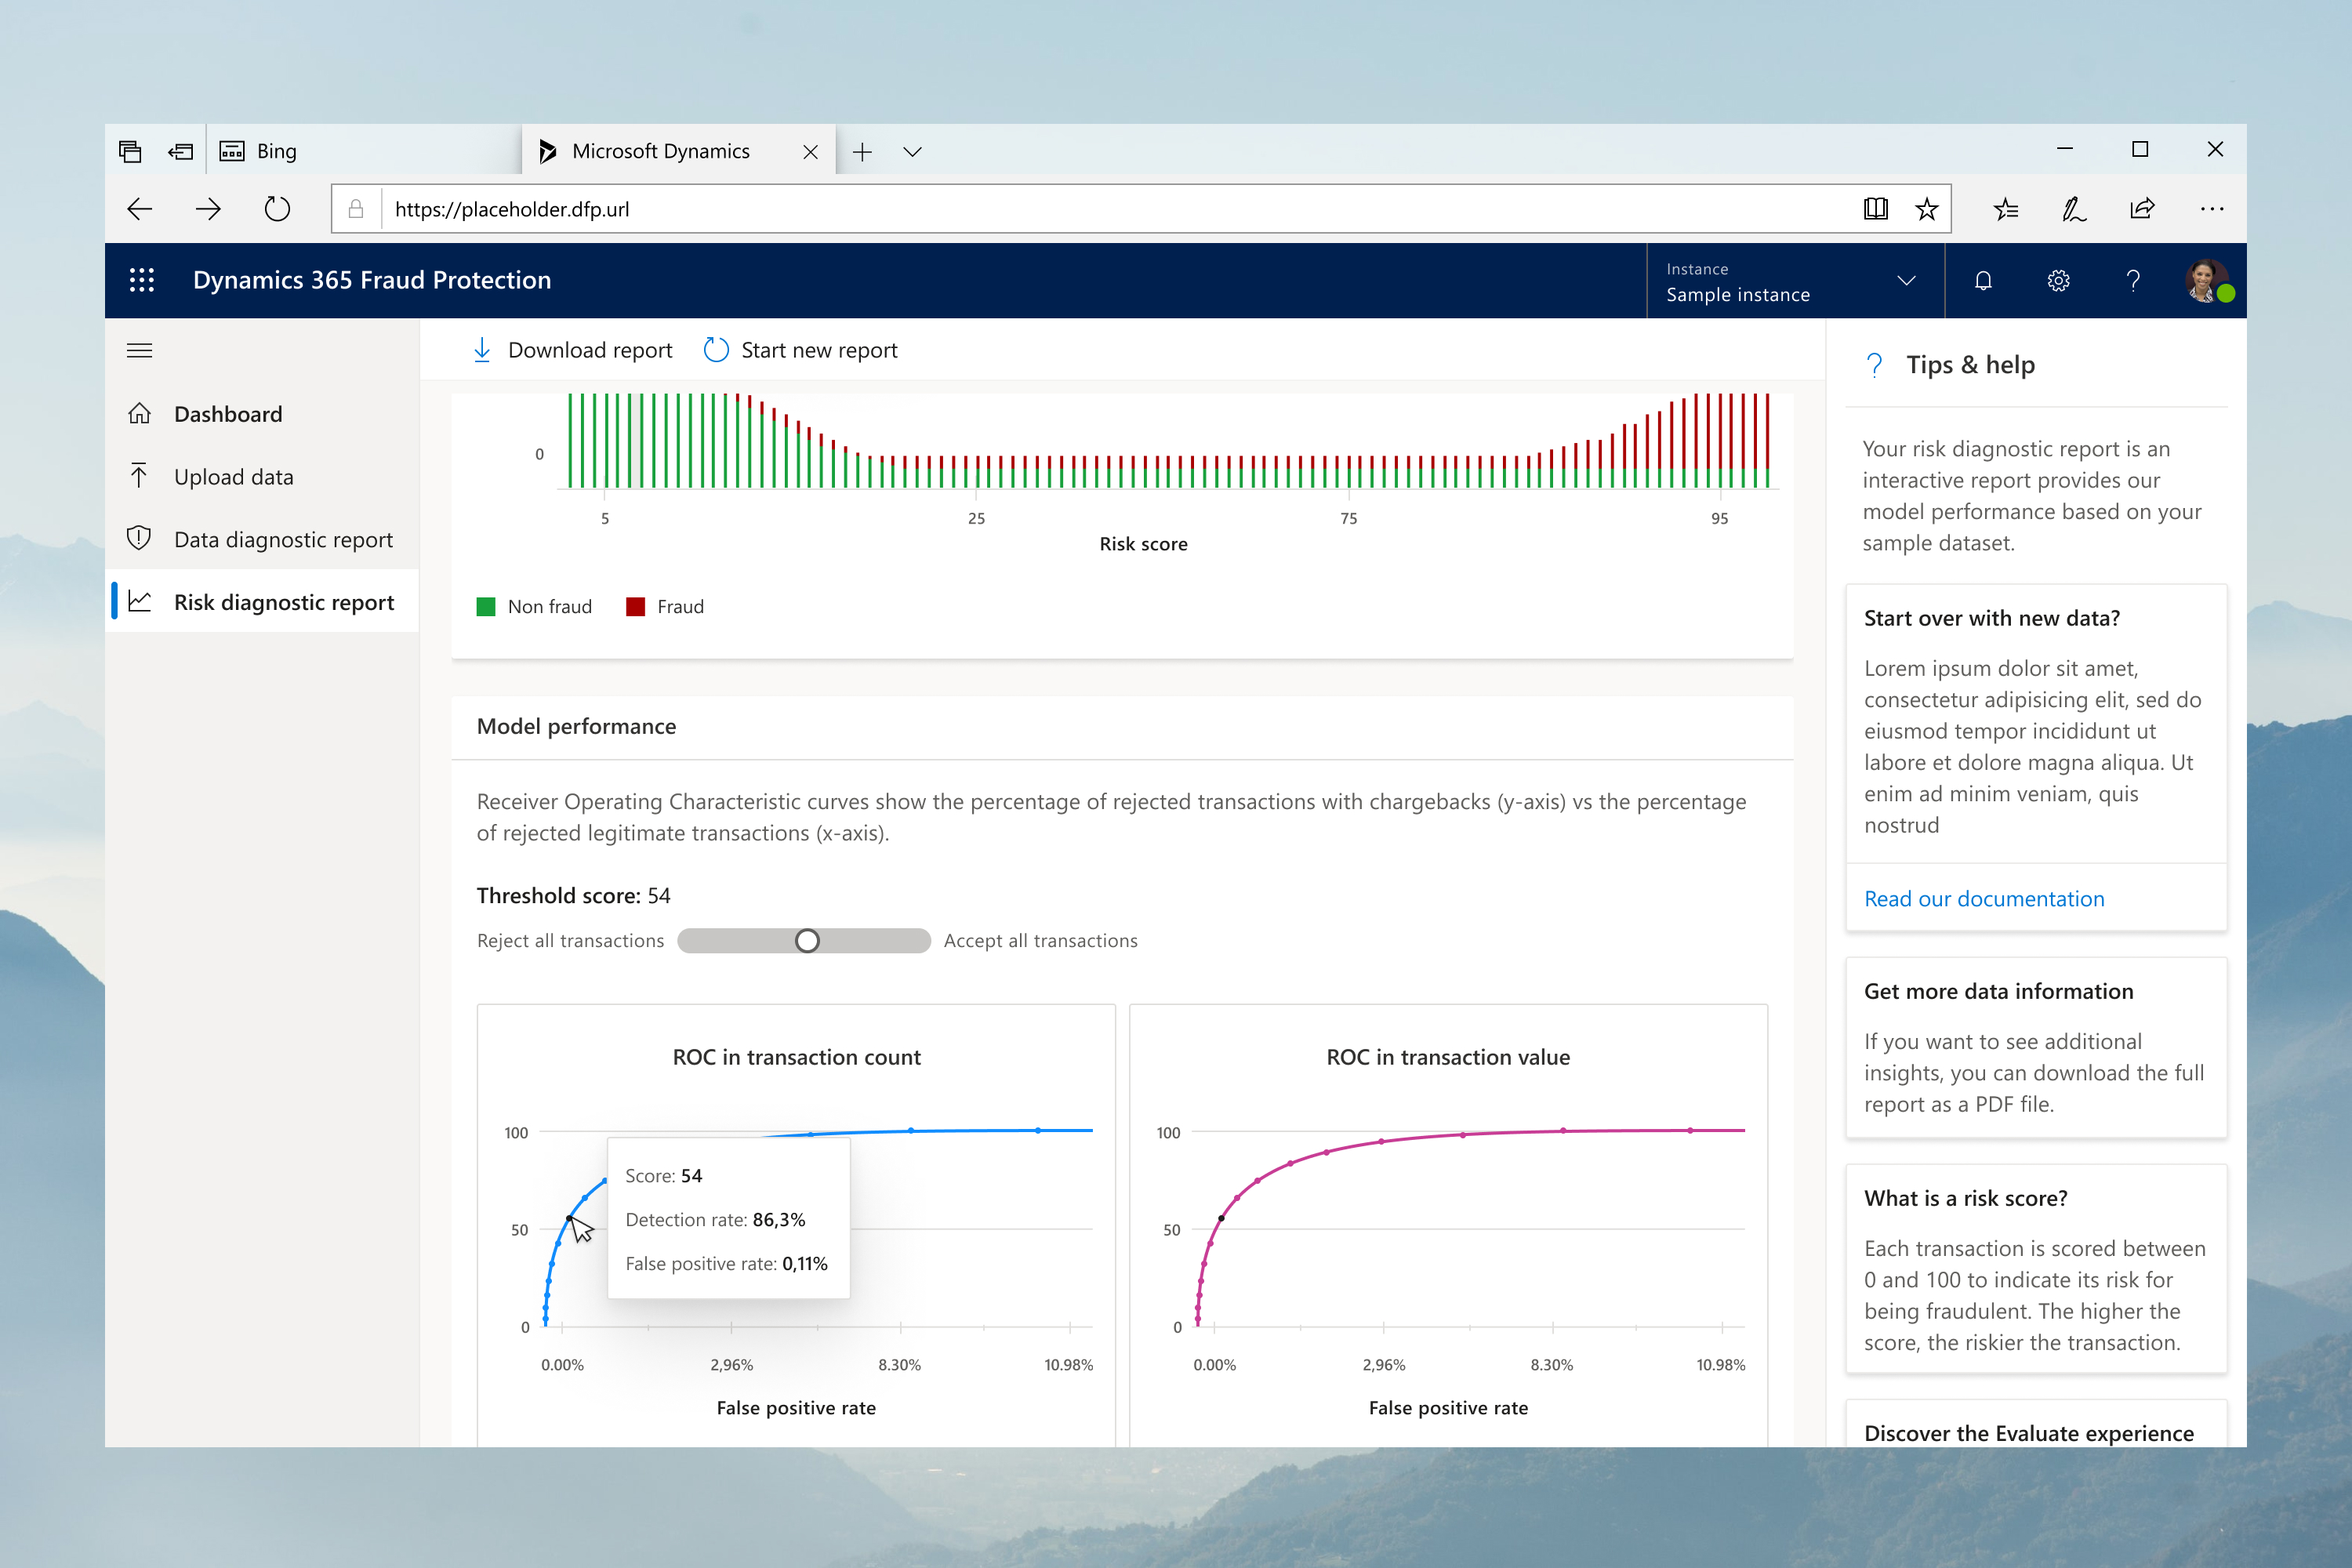 Bing
Microsoft Dynamics
https://placeholder.dfp.url
Dynamics 365 Fraud Protection
Instance
Sample instance
Dashboard
Upload data
Data diagnostic report
Risk diagnostic report
Download report
Start new report
0
5 25 75 95
Risk score
Non fraud Fraud
Model performance
Receiver Operating Characteristic curves show the percentage of rejected transactions with chargebacks (y-axis) vs the percentage
of rejected legitimate transactions (x-axis).
Threshold score: 54
Reject all transactions Accept all transactions
ROC in transaction count
100
50
0
Score: 54
Detection rate: 86,3%
False positive rate: 0,11%
0.00% 2,96% 8.30% 10.98%
False positive rate
ROC in transaction value
100
50
0
0.00% 2,96% 8.30% 10.98%
False positive rate
? Tips & help
Your risk diagnostic report is an
interactive report provides our
model performance based on your
sample dataset.
Start over with new data?
Lorem ipsum dolor sit amet,
consectetur adipisicing elit, sed do
eiusmod tempor incididunt ut
labore et dolore magna aliqua. Ut
enim ad minim veniam, quis
nostrud
Read our documentation
Get more data information
If you want to see additional
insights, you can download the full
report as a PDF file.
What is a risk score?
Each transaction is scored between
0 and 100 to indicate its risk for
being fraudulent. The higher the
score, the riskier the transaction.
Discover the Evaluate experience